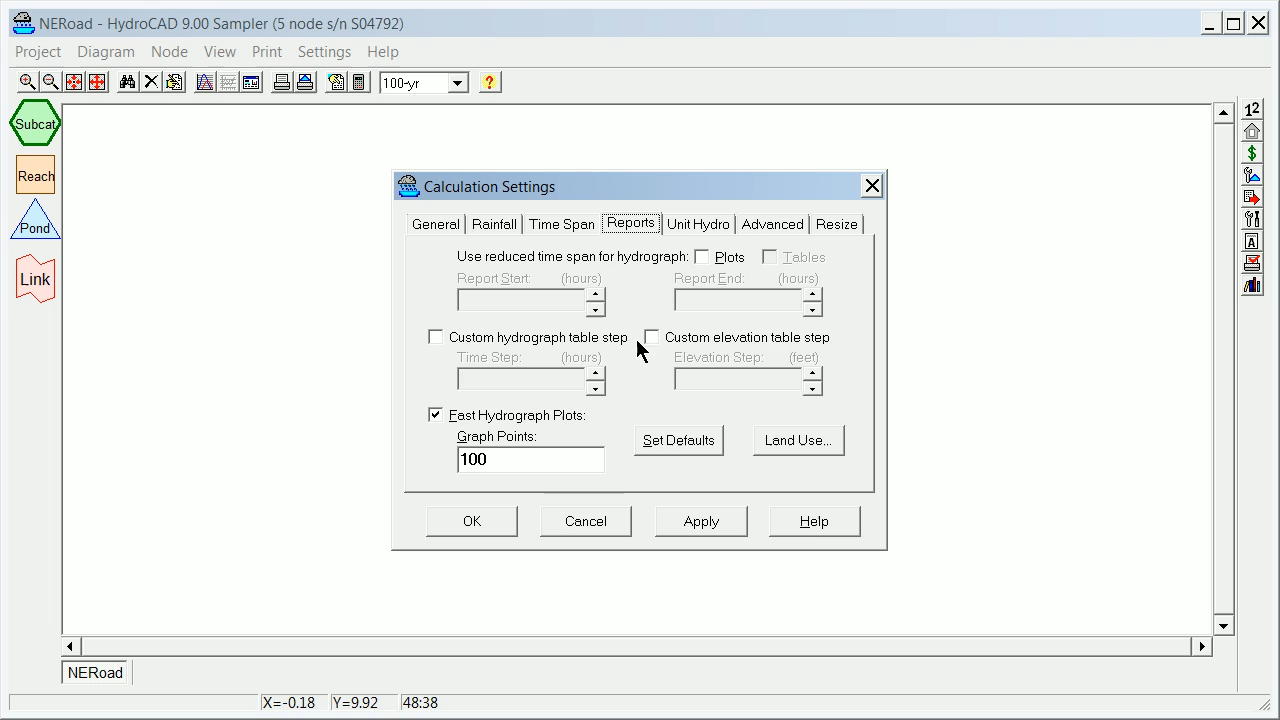 NERoad - HydroCAD 9.00 Sampler (5 node s/n S04792)
Project Diagram Node View Print Settings Help
100-yr
?
Subcat
Reach
Pond
Link
12
$
A
Calculation Settings
General Rainfall Time Span Reports Unit Hydro Advanced Resize
Use reduced time span for hydrograph: Plots Tables
Report Start: (hours) Report End: (hours)
Custom hydrograph table step Custom elevation table step
Time Step: (hours) Elevation Step: (feet)
Fast Hydrograph Plots:
Graph Points:
100
Set Defaults Land Use...
OK Cancel Apply Help
NERoad
X=-0.18 Y=9.92 48:38